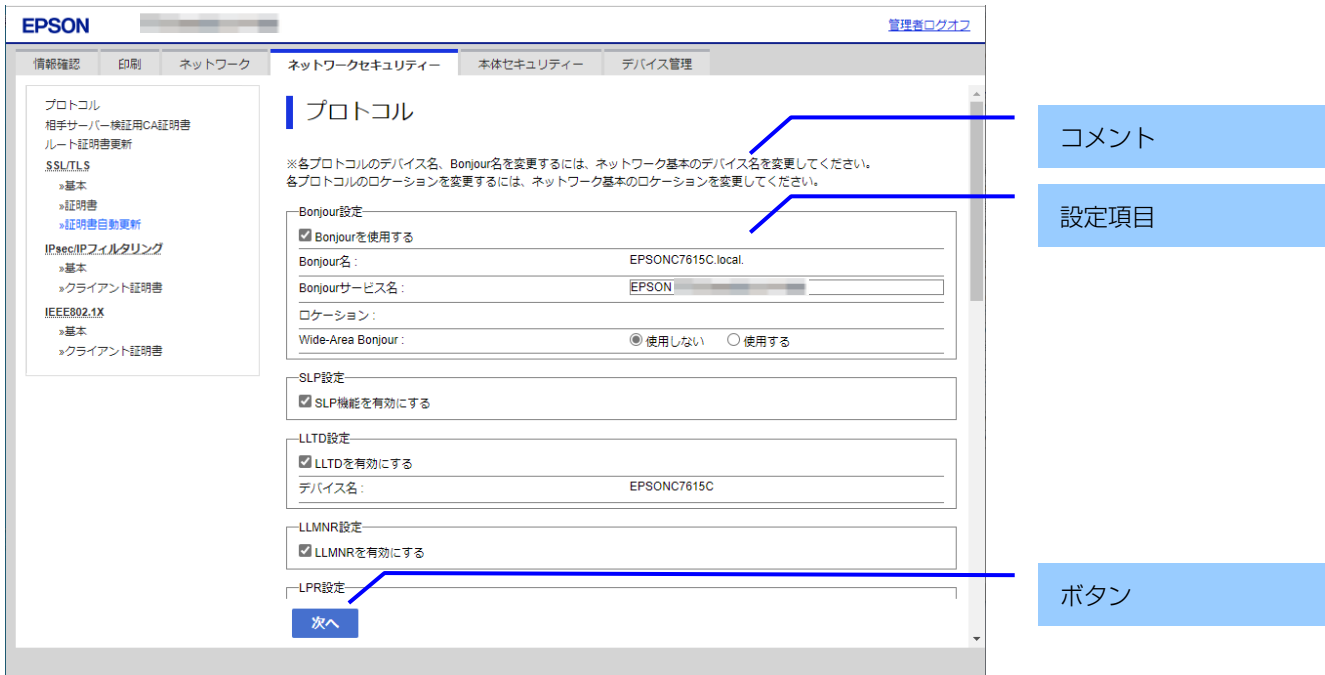 EPSON
管理者ログオフ
情報確認 印刷 ネットワーク ネットワークセキュリティー 本体セキュリティー デバイス管理
プロトコル
相手サーバー検証用CA証明書
ルート証明書更新
SSL/TLS
»基本
»証明書
»証明書自動更新
IPsec/IPフィルタリング
»基本
»クライアント証明書
IEEE802.1X
»基本
»クライアント証明書
プロトコル
※各プロトコルのデバイス名、Bonjour名を変更するには、ネットワーク基本のデバイス名を変更してください。
各プロトコルのロケーションを変更するには、ネットワーク基本のロケーションを変更してください。
Bonjour設定
Bonjourを使用する
Bonjour名 : EPSONC7615C.local.
Bonjourサービス名 : EPSON
ロケーション :
Wide-Area Bonjour : 使用しない 使用する
SLP設定
SLP機能を有効にする
LLTD設定
LLTDを有効にする
デバイス名 : EPSONC7615C
LLMNR設定
LLMNRを有効にする
LPR設定
次へ
コメント
設定項目
ボタン